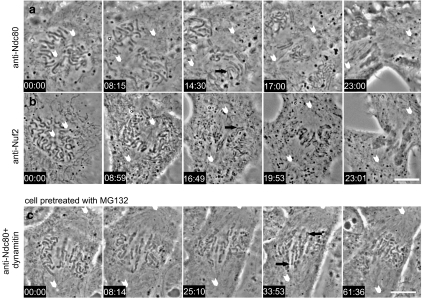 a
anti-Ndc80
00:00
08:15
14:30
17:00
23:00
b
anti-Nuf2
00:00
08:59
16:49
19:53
23:01
cell pretreated with MG132
c
anti-Ndc80+
dynamitin
00:00
08:14
25:10
33:53
61:36